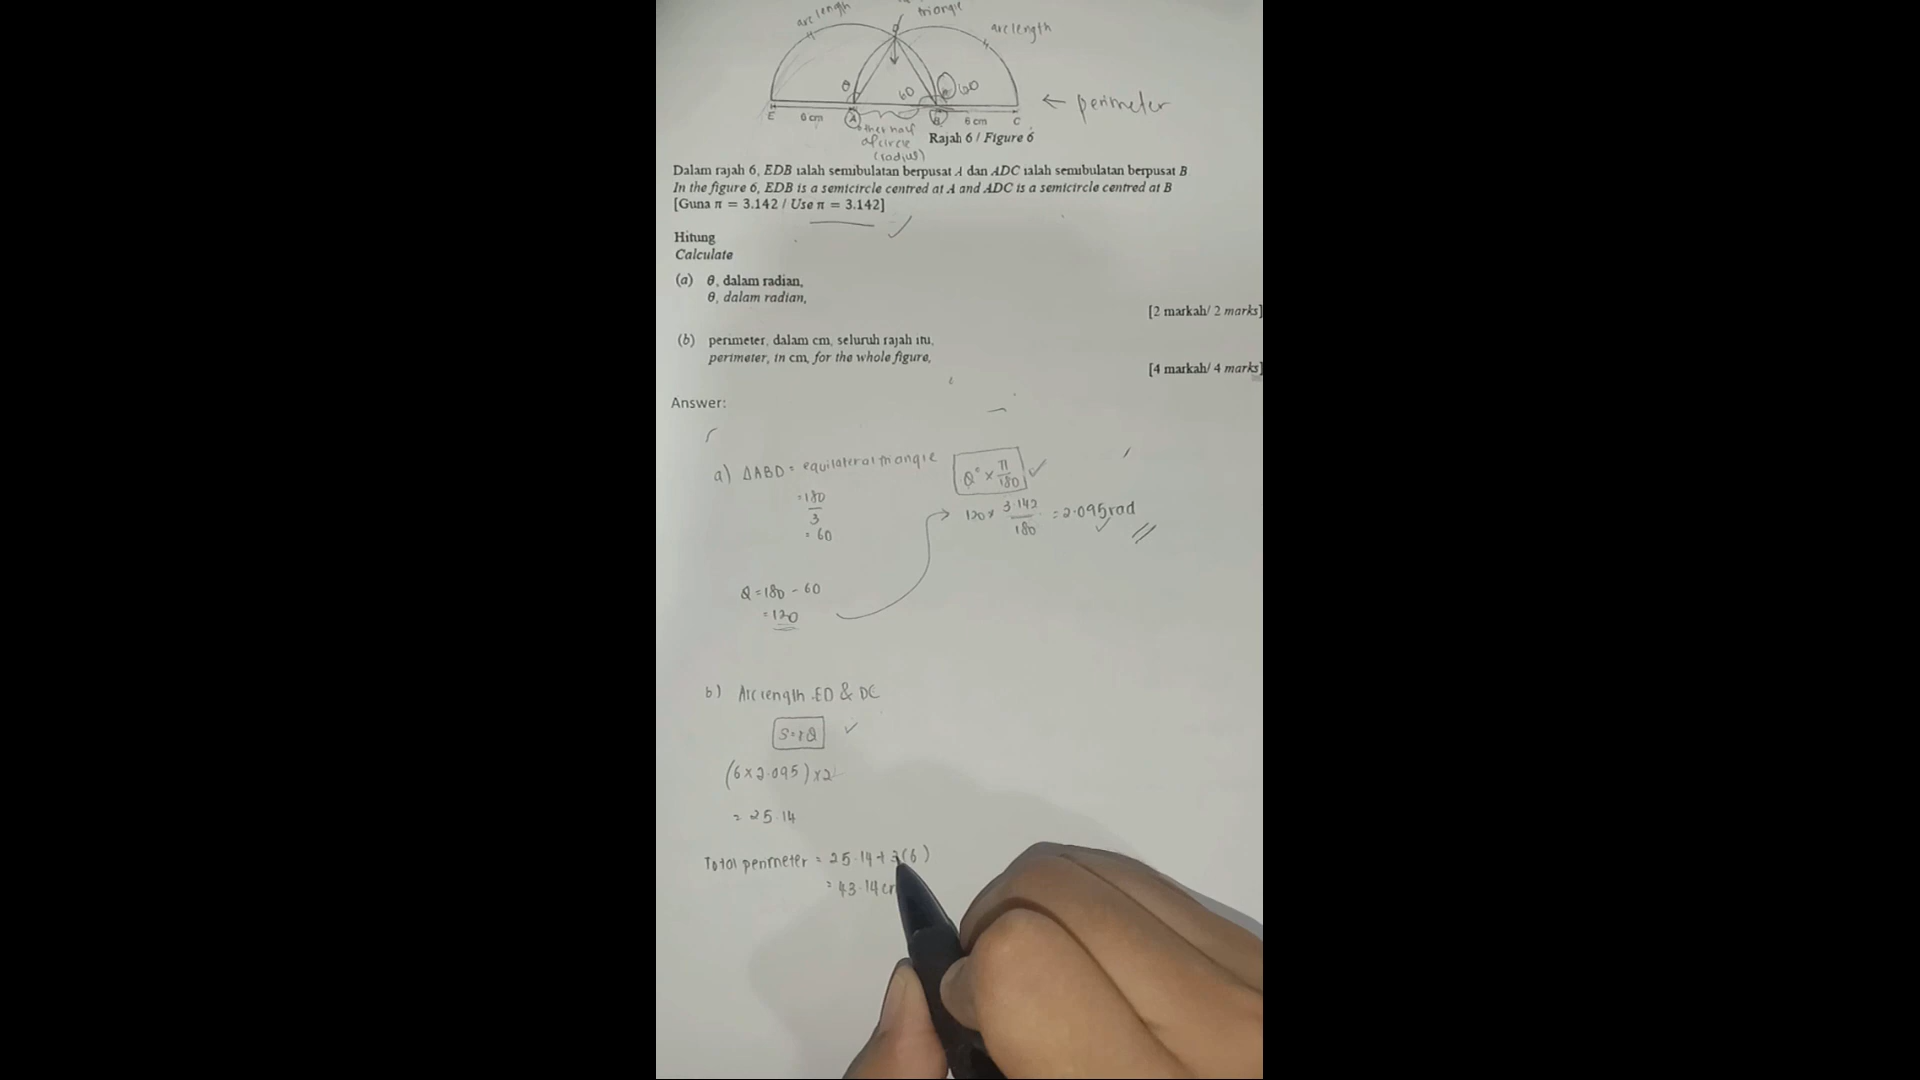 arc length
triangle
arc length
D
θ
60
60
← perimeter
E
6 cm
A
B
6 cm
C
other half
of circle
(radius)
Rajah 6 / Figure 6
Dalam rajah 6, EDB ialah semibulatan berpusat A dan ADC ialah semibulatan berpusat B
In the figure 6, EDB is a semicircle centred at A and ADC is a semicircle centred at B
[Guna π = 3.142 / Use π = 3.142]
Hitung
Calculate
(a) θ, dalam radian,
θ, dalam radian,
[2 markah/ 2 marks]
(b) perimeter, dalam cm, seluruh rajah itu,
perimeter, in cm, for the whole figure,
[4 markah/ 4 marks]
Answer:
a) ΔABD = equilateral triangle
= 180
3
= 60
θ° × π/180
120 × 3.142/180 = 2.095 rad
θ = 180 - 60
= 120
b) Arc length ED & DC
S = rθ
(6 × 2.095) × 2
= 25.14
Total perimeter = 25.14 + 3(6)
= 43.14